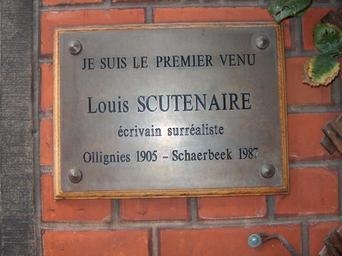 JE SUIS LE PREMIER VENU
Louis SCUTENAIRE
écrivain surréaliste
Ollignies 1905 - Schaerbeek 1987